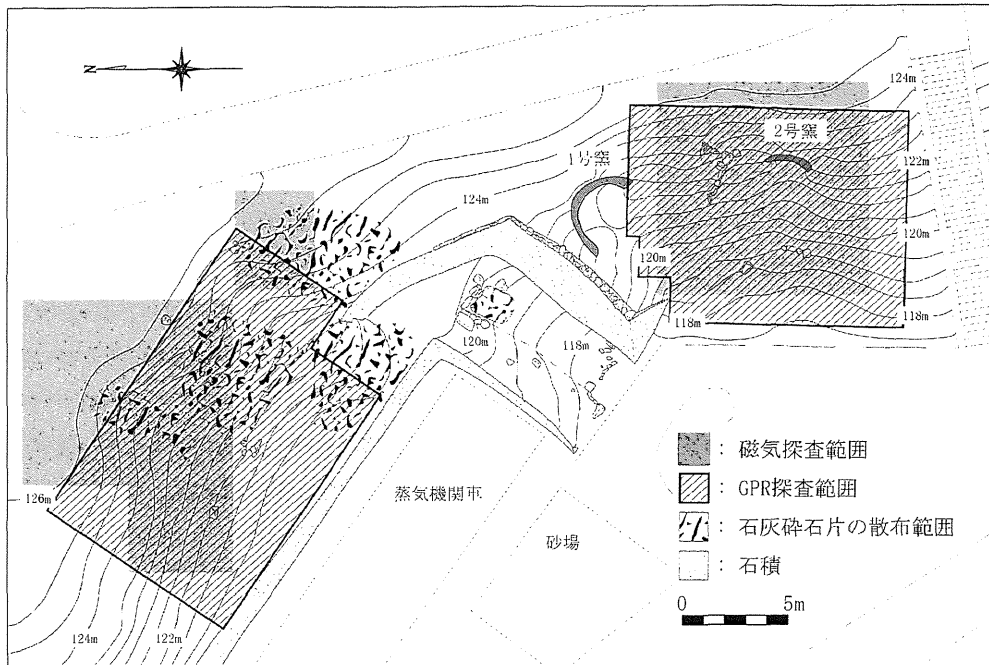 N
124m
2号窯
1号窯
122m
124m
120m
120m
118m
118m
120m
118m
126m
蒸気機関車
砂場
124m
122m
：磁気探査範囲
：GPR探査範囲
：石灰砕石片の散布範囲
：石積
0 5m